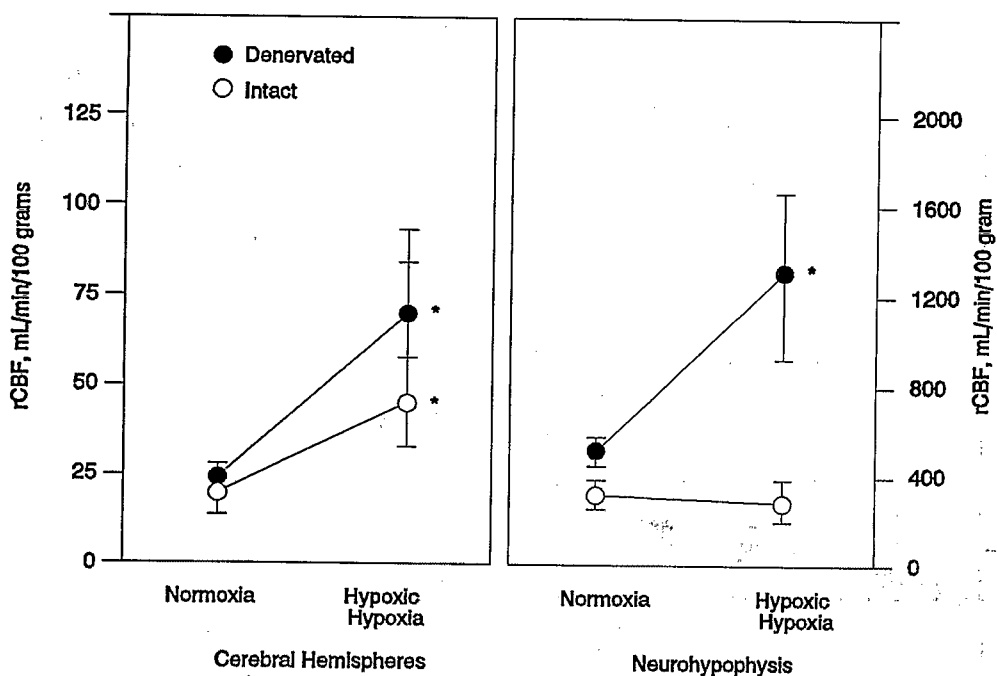 Denervated
Intact
125
100
75
50
25
0
rCBF, mL/min/100 grams
*
*
Normoxia
Hypoxic
Hypoxia
Cerebral Hemispheres
*
2000
1600
1200
800
400
0
rCBF, mL/min/100 gram
Normoxia
Hypoxic
Hypoxia
Neurohypophysis